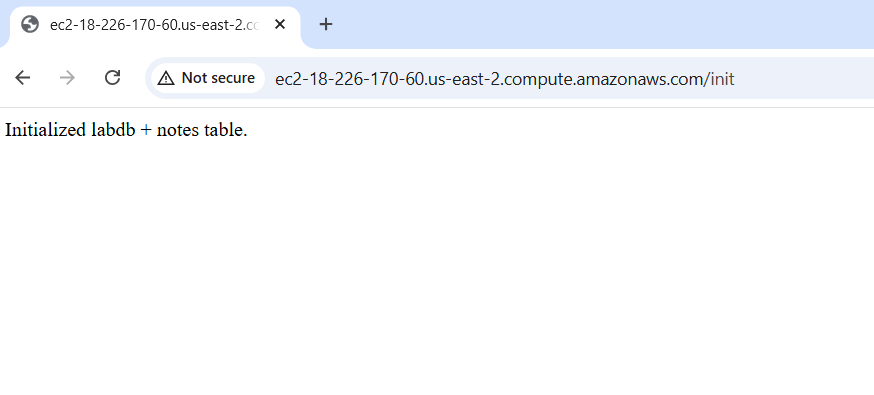 ec2-18-226-170-60.us-east-2.cc
Not secure
ec2-18-226-170-60.us-east-2.compute.amazonaws.com/init
Initialized labdb + notes table.